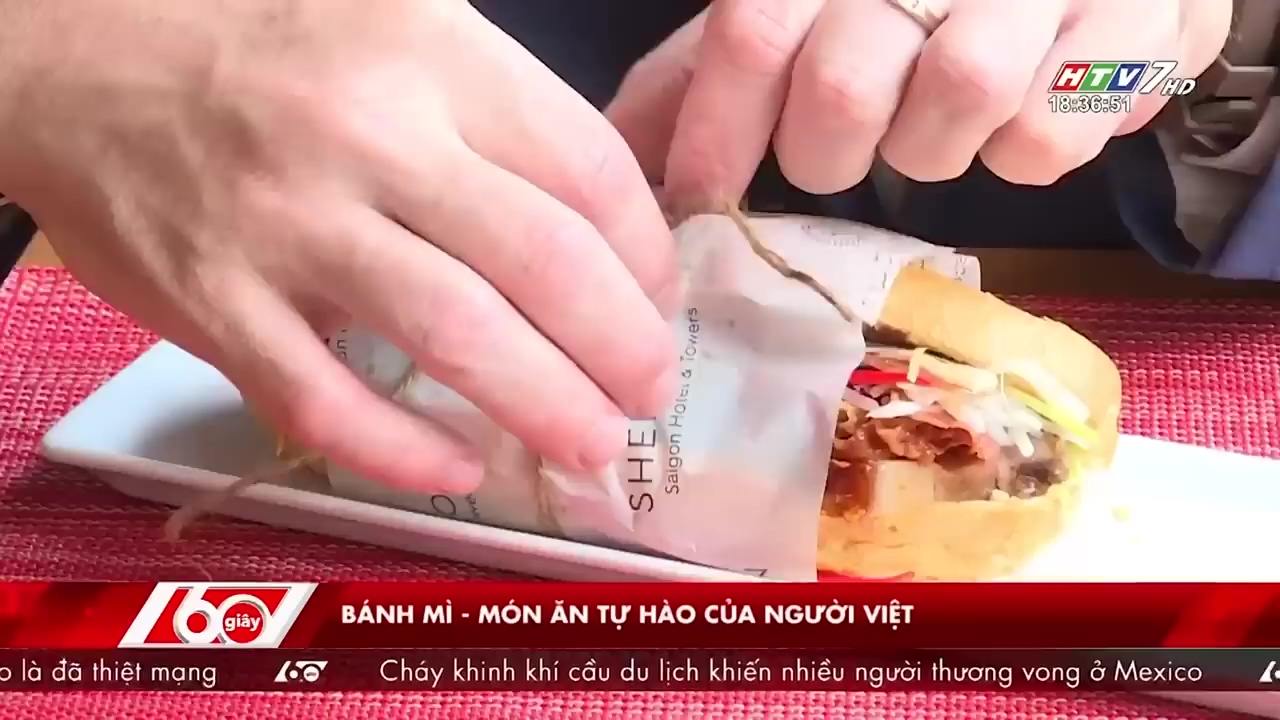 HTV7 HD
18:36:51
SHE
Saigon Hotel & Towers
60 giây
BÁNH MÌ - MÓN ĂN TỰ HÀO CỦA NGƯỜI VIỆT
o là đã thiệt mạng
60
Cháy khinh khí cầu du lịch khiến nhiều người thương vong ở Mexico